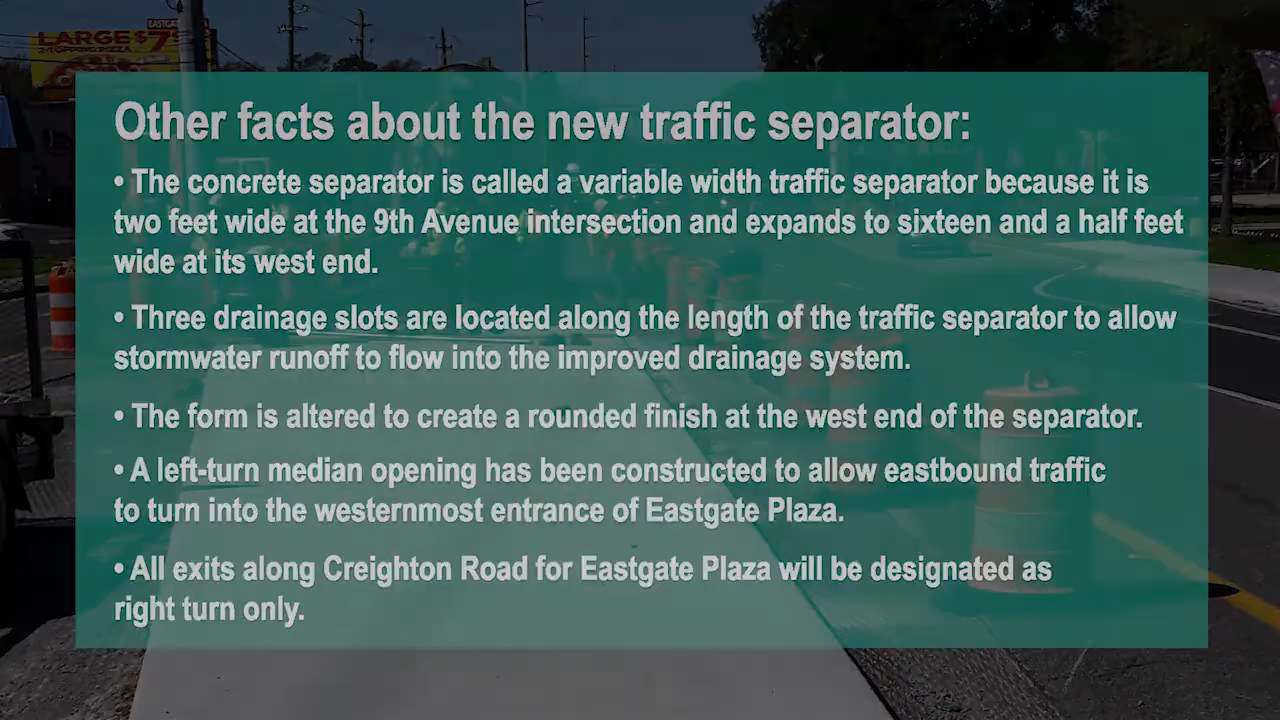 EASTGATE
LARGE $7
2-TOPPING PIZZA
Other facts about the new traffic separator:
• The concrete separator is called a variable width traffic separator because it is
two feet wide at the 9th Avenue intersection and expands to sixteen and a half feet
wide at its west end.
• Three drainage slots are located along the length of the traffic separator to allow
stormwater runoff to flow into the improved drainage system.
• The form is altered to create a rounded finish at the west end of the separator.
• A left-turn median opening has been constructed to allow eastbound traffic
to turn into the westernmost entrance of Eastgate Plaza.
• All exits along Creighton Road for Eastgate Plaza will be designated as
right turn only.